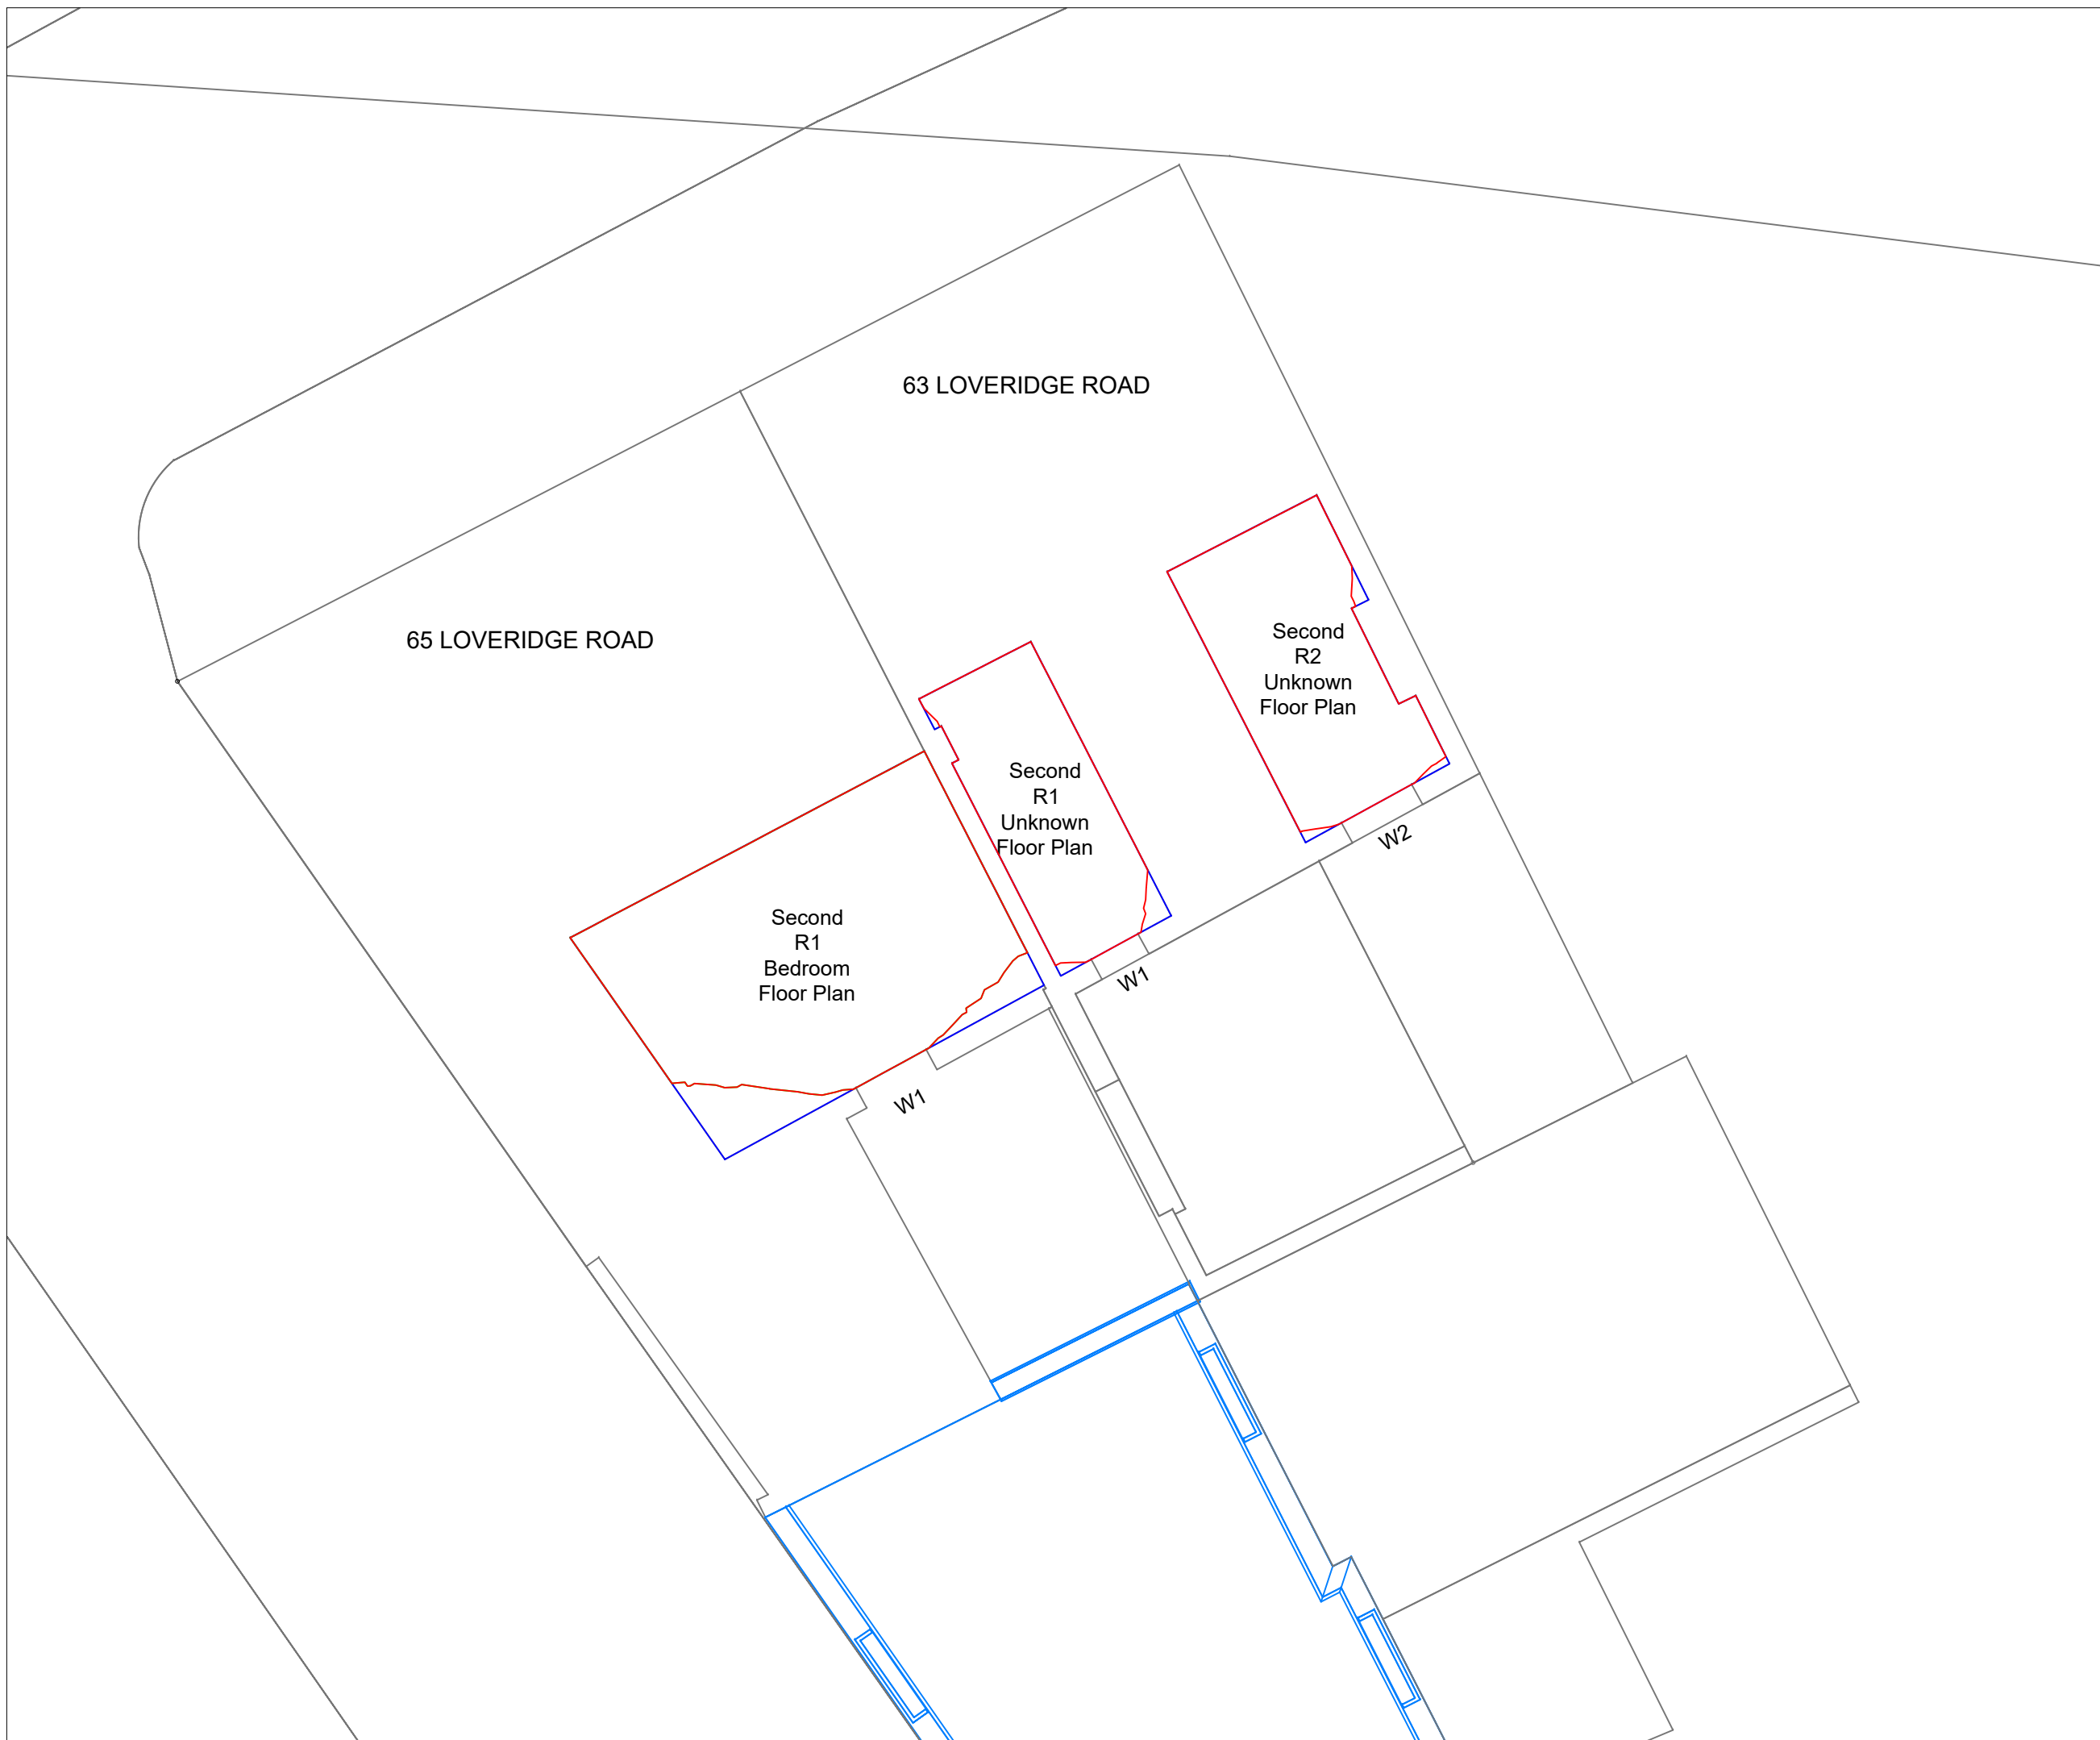 63 LOVERIDGE ROAD
65 LOVERIDGE ROAD
Second
R2
Unknown
Floor Plan
Second
R1
Unknown
Floor Plan
W2
Second
R1
Bedroom
Floor Plan
W1
W1